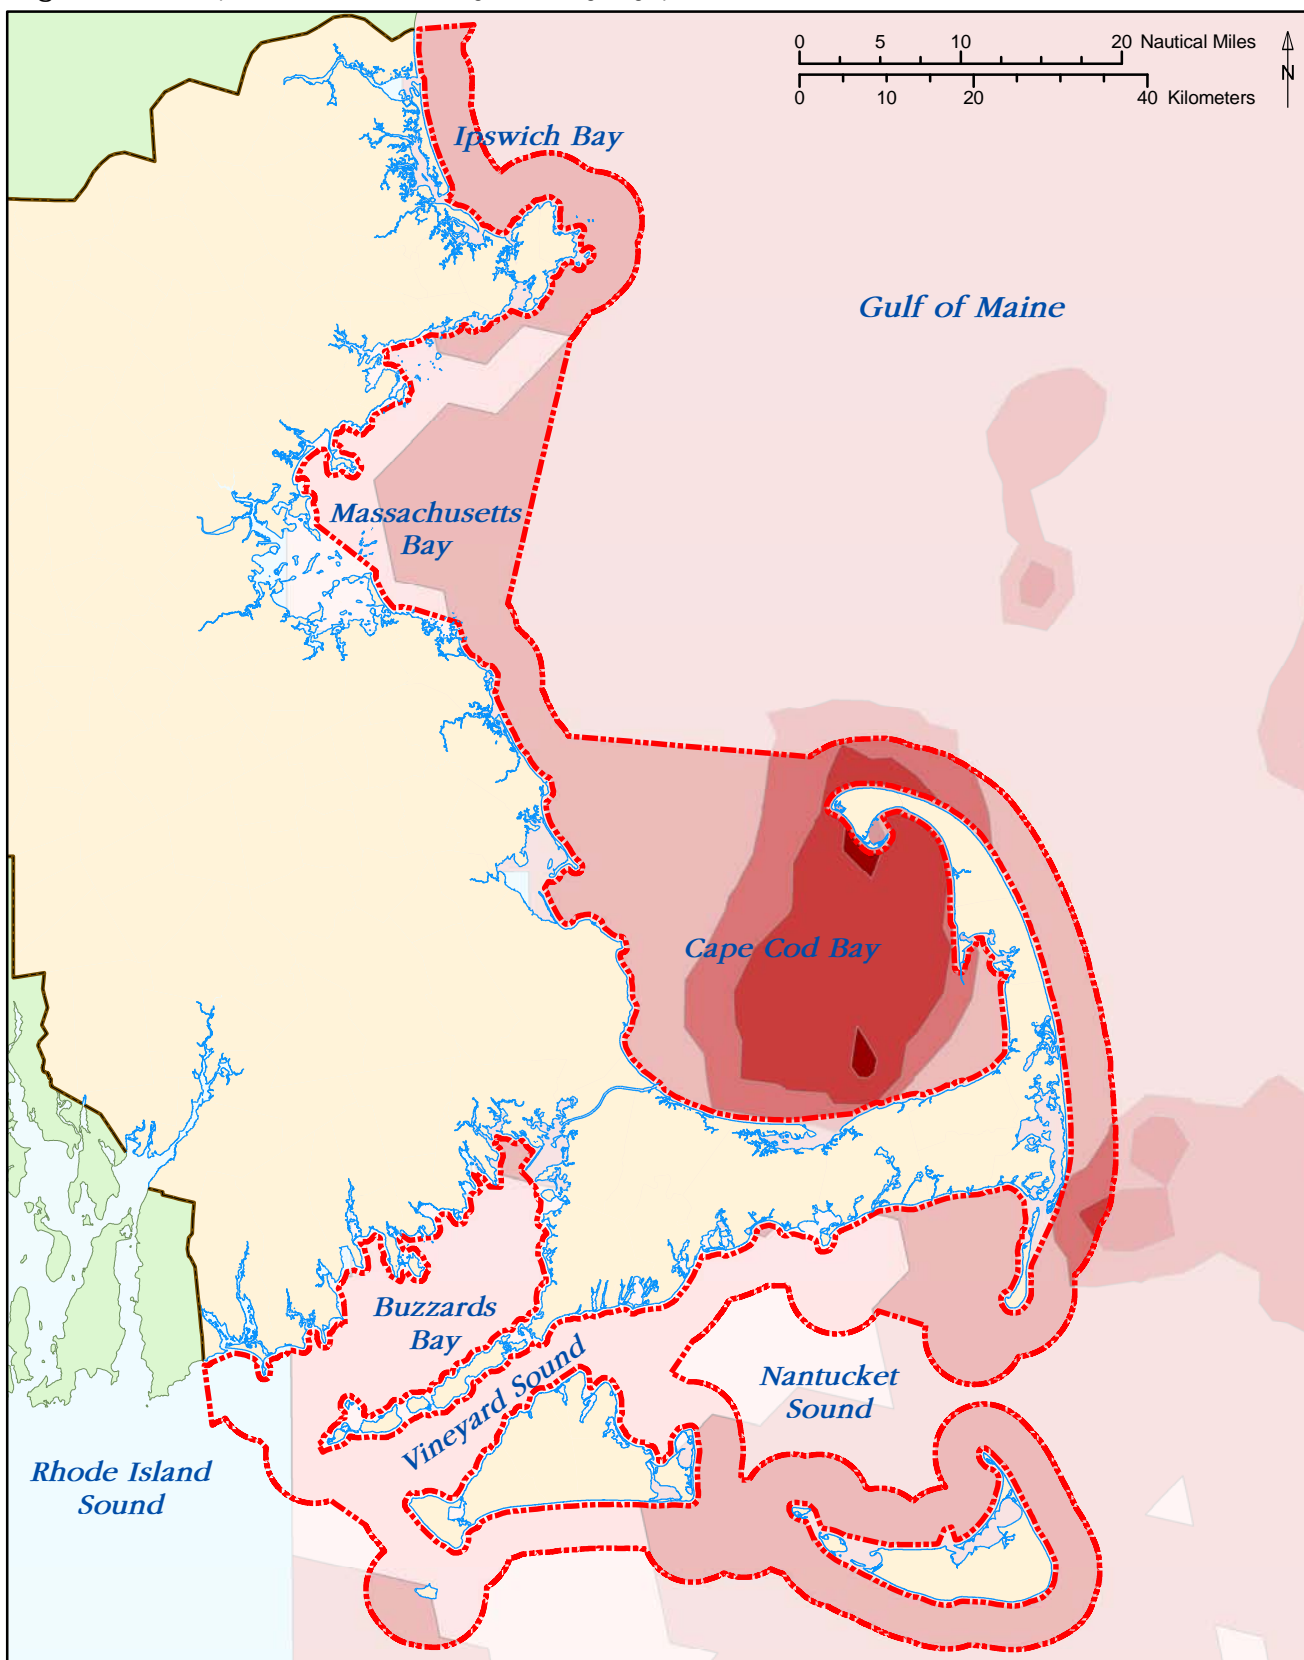 0 5 10 20 Nautical Miles
N
0 10 20 40 Kilometers
Ipswich Bay
Gulf of Maine
Massachusetts
Bay
Cape Cod Bay
Buzzards
Bay
Vineyard Sound
Nantucket
Sound
Rhode Island
Sound